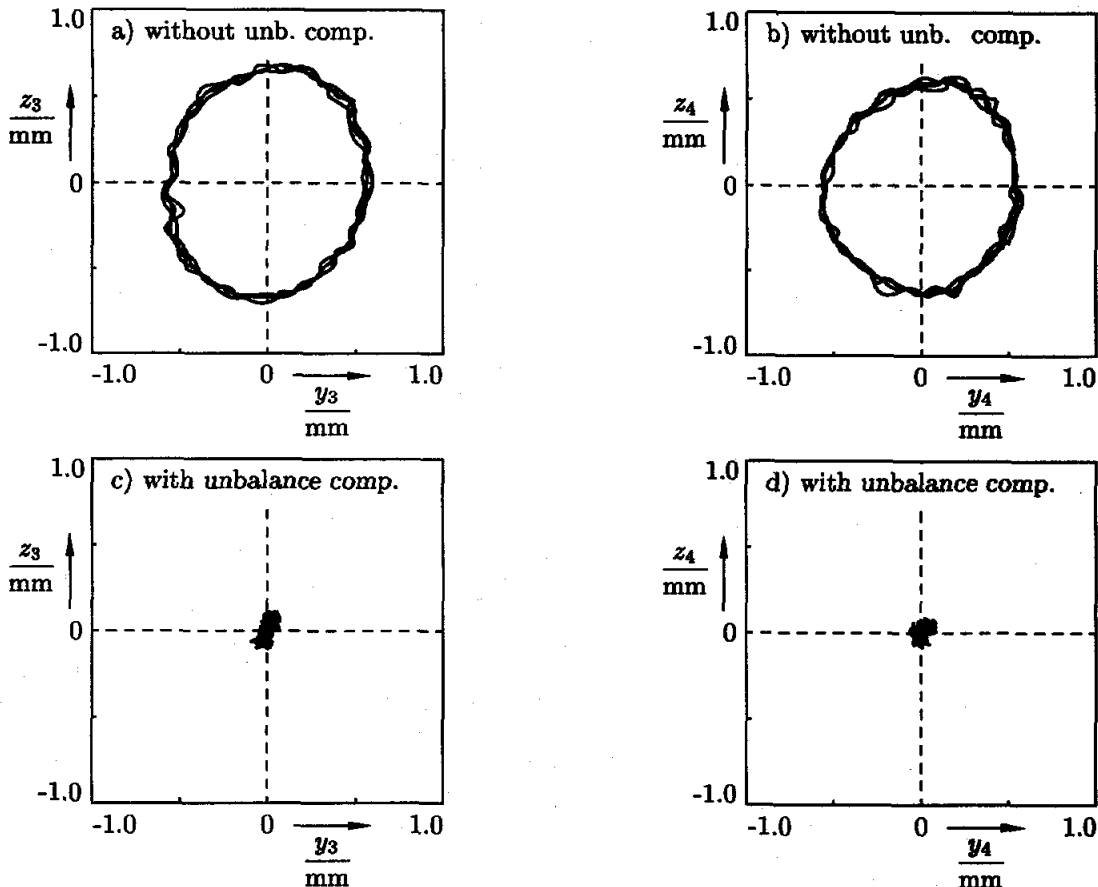 a) without unb. comp.
1.0
z3
mm
0
-1.0
-1.0 0 1.0
y3
mm
b) without unb. comp.
1.0
z4
mm
0
-1.0
-1.0 0 1.0
y4
mm
c) with unbalance comp.
1.0
z3
mm
0
-1.0
-1.0 0 1.0
y3
mm
d) with unbalance comp.
1.0
z4
mm
0
-1.0
-1.0 0 1.0
y4
mm